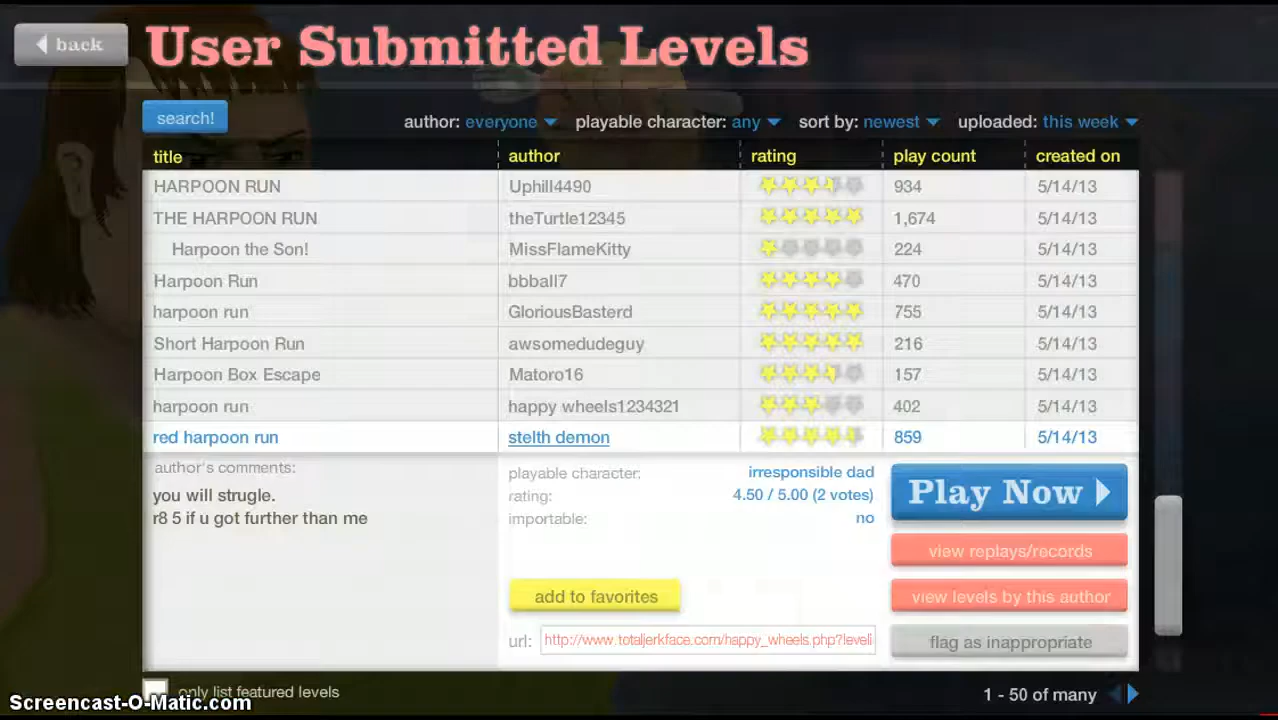 back
User Submitted Levels
search!
author: everyone playable character: any sort by: newest uploaded: this week
title author rating play count created on
HARPOON RUN Uphill4490 934 5/14/13
THE HARPOON RUN theTurtle12345 1,674 5/14/13
Harpoon the Son! MissFlameKitty 224 5/14/13
Harpoon Run bbball7 470 5/14/13
harpoon run GloriousBasterd 755 5/14/13
Short Harpoon Run awsomedudeguy 216 5/14/13
Harpoon Box Escape Matoro16 157 5/14/13
harpoon run happy wheels1234321 402 5/14/13
red harpoon run stelth demon 859 5/14/13
author's comments:
you will strugle.
r8 5 if u got further than me
playable character: irresponsible dad
rating: 4.50 / 5.00 (2 votes)
importable: no
add to favorites
url: http://www.totaljerkface.com/happy_wheels.php?leveli
Play Now
view replays/records
view levels by this author
flag as inappropriate
only list featured levels
1 - 50 of many
Screencast-O-Matic.com